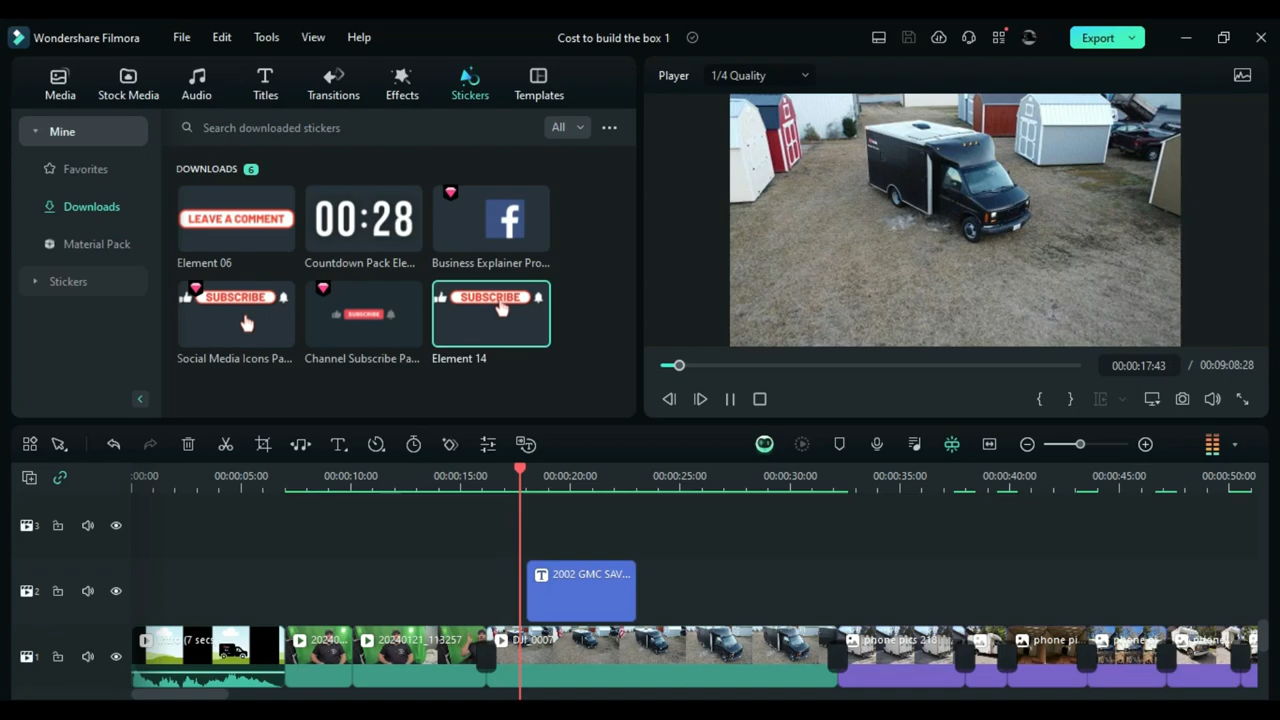 Wondershare Filmora
File
Edit
Tools
View
Help
Cost to build the box 1
Export
Media
Stock Media
Audio
Titles
Transitions
Effects
Stickers
Templates
Player
1/4 Quality
Mine
Favorites
Downloads
Material Pack
Stickers
Search downloaded stickers
All
DOWNLOADS 6
LEAVE A COMMENT
00:28
f
Element 06
Countdown Pack Ele...
Business Explainer Pro...
SUBSCRIBE
SUBSCRIBE
SUBSCRIBE
Social Media Icons Pa...
Channel Subscribe Pa...
Element 14
00:00:17:43 / 00:09:08:28
:00:00
00:00:05:00
00:00:10:00
00:00:15:00
00:00:20:00
00:00:25:00
00:00:30:00
00:00:35:00
00:00:40:00
00:00:45:00
00:00:50:00
3
2
T 2002 GMC SAV...
1
(7 secs
20240...
20240121_113257
DJI_0007
phone pics 218
phone pi